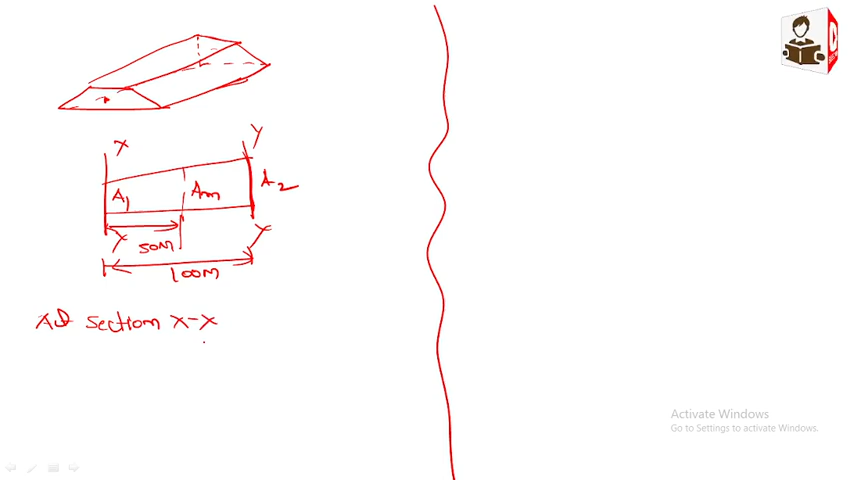 X Y
A1 Am A2
X Y
50M
100M
At section X-X
Activate Windows
Go to Settings to activate Windows.